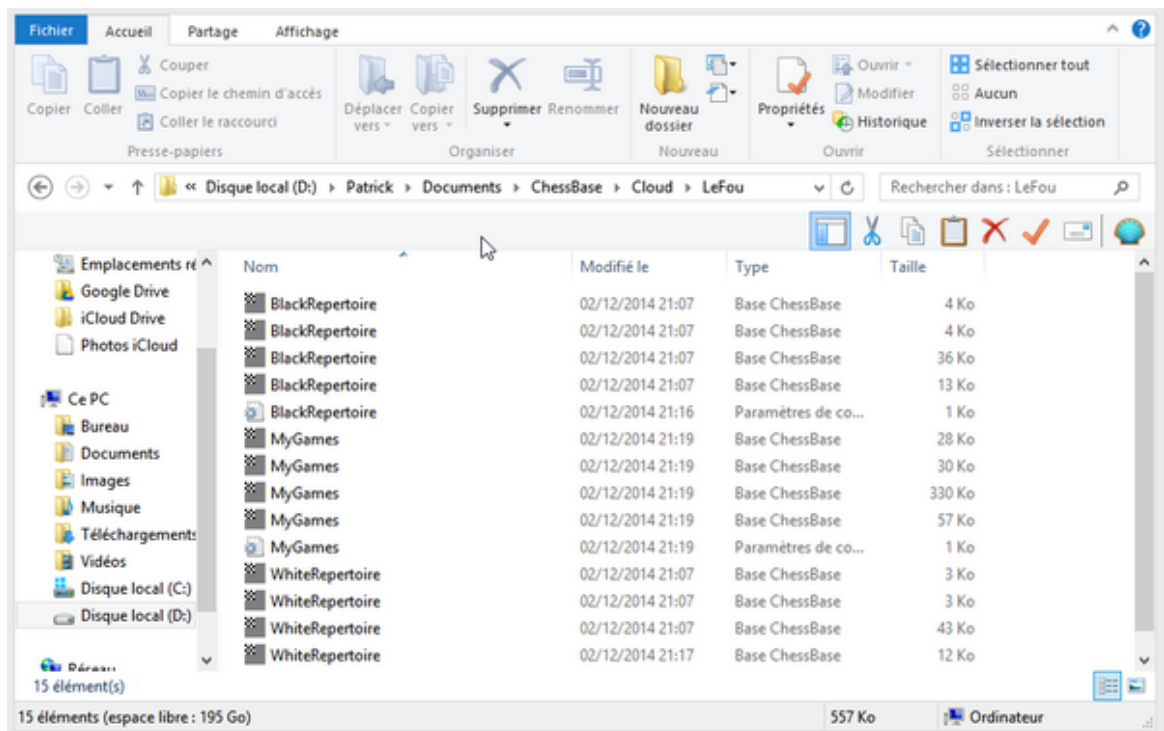 Fichier Accueil Partage Affichage
Copier Coller
Couper
Copier le chemin d'accès
Coller le raccourci
Presse-papiers
Déplacer vers Copier vers Supprimer Renommer
Organiser
Nouveau dossier
Nouveau
Propriétés
Ouvrir
Modifier
Historique
Ouvrir
Sélectionner tout
Aucun
Inverser la sélection
Sélectionner
« Disque local (D:) Patrick Documents ChessBase Cloud LeFou
Rechercher dans : LeFou
Emplacements ré
Google Drive
iCloud Drive
Photos iCloud
Ce PC
Bureau
Documents
Images
Musique
Téléchargements
Vidéos
Disque local (C:)
Disque local (D:)
Réseau
Nom Modifié le Type Taille
BlackRepertoire 02/12/2014 21:07 Base ChessBase 4 Ko
BlackRepertoire 02/12/2014 21:07 Base ChessBase 4 Ko
BlackRepertoire 02/12/2014 21:07 Base ChessBase 36 Ko
BlackRepertoire 02/12/2014 21:07 Base ChessBase 13 Ko
BlackRepertoire 02/12/2014 21:16 Paramètres de co... 1 Ko
MyGames 02/12/2014 21:19 Base ChessBase 28 Ko
MyGames 02/12/2014 21:19 Base ChessBase 30 Ko
MyGames 02/12/2014 21:19 Base ChessBase 330 Ko
MyGames 02/12/2014 21:19 Base ChessBase 57 Ko
MyGames 02/12/2014 21:19 Paramètres de co... 1 Ko
WhiteRepertoire 02/12/2014 21:07 Base ChessBase 3 Ko
WhiteRepertoire 02/12/2014 21:07 Base ChessBase 3 Ko
WhiteRepertoire 02/12/2014 21:07 Base ChessBase 43 Ko
WhiteRepertoire 02/12/2014 21:17 Base ChessBase 12 Ko
15 élément(s)
15 éléments (espace libre : 195 Go) 557 Ko Ordinateur